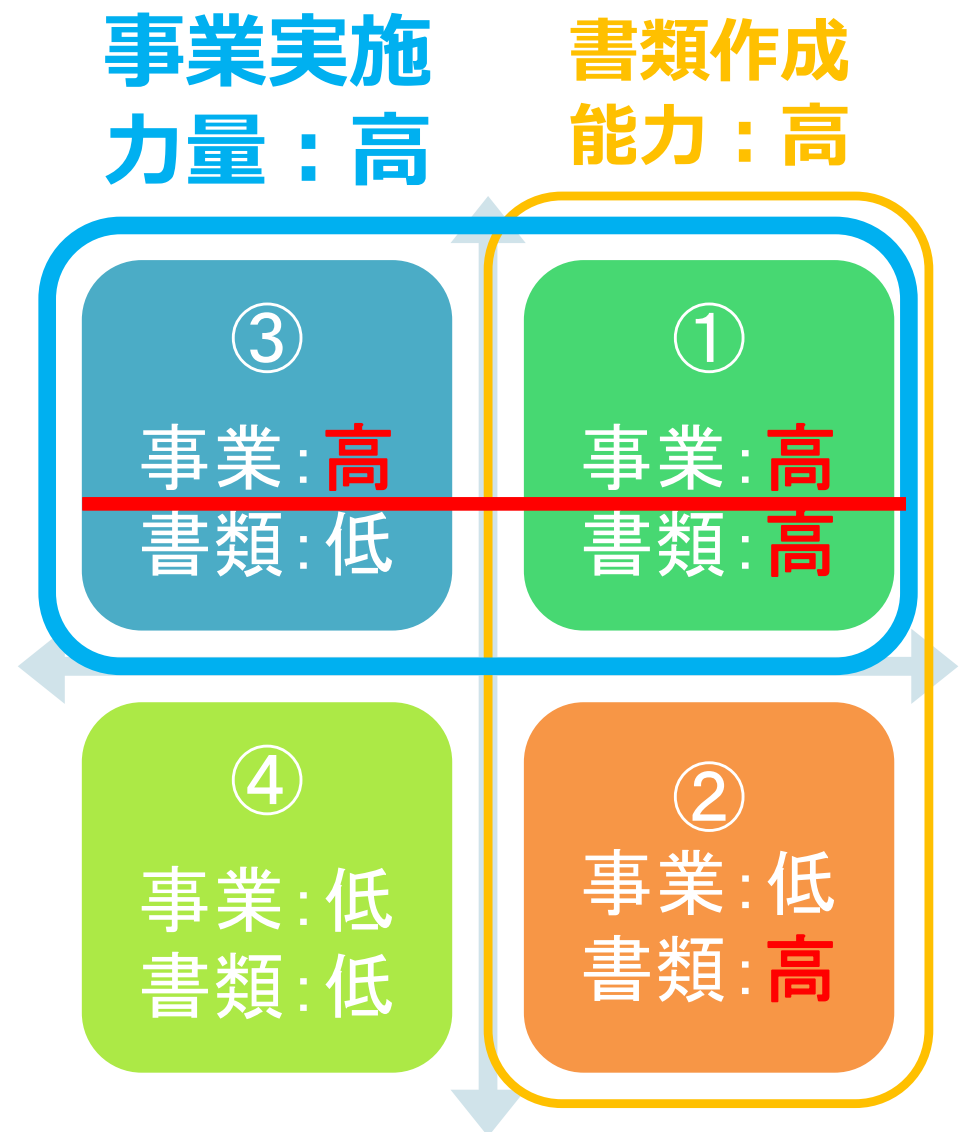 事業実施
力量：高
書類作成
能力：高
③
事業：高
書類：低
①
事業：高
書類：高
④
事業：低
書類：低
②
事業：低
書類：高